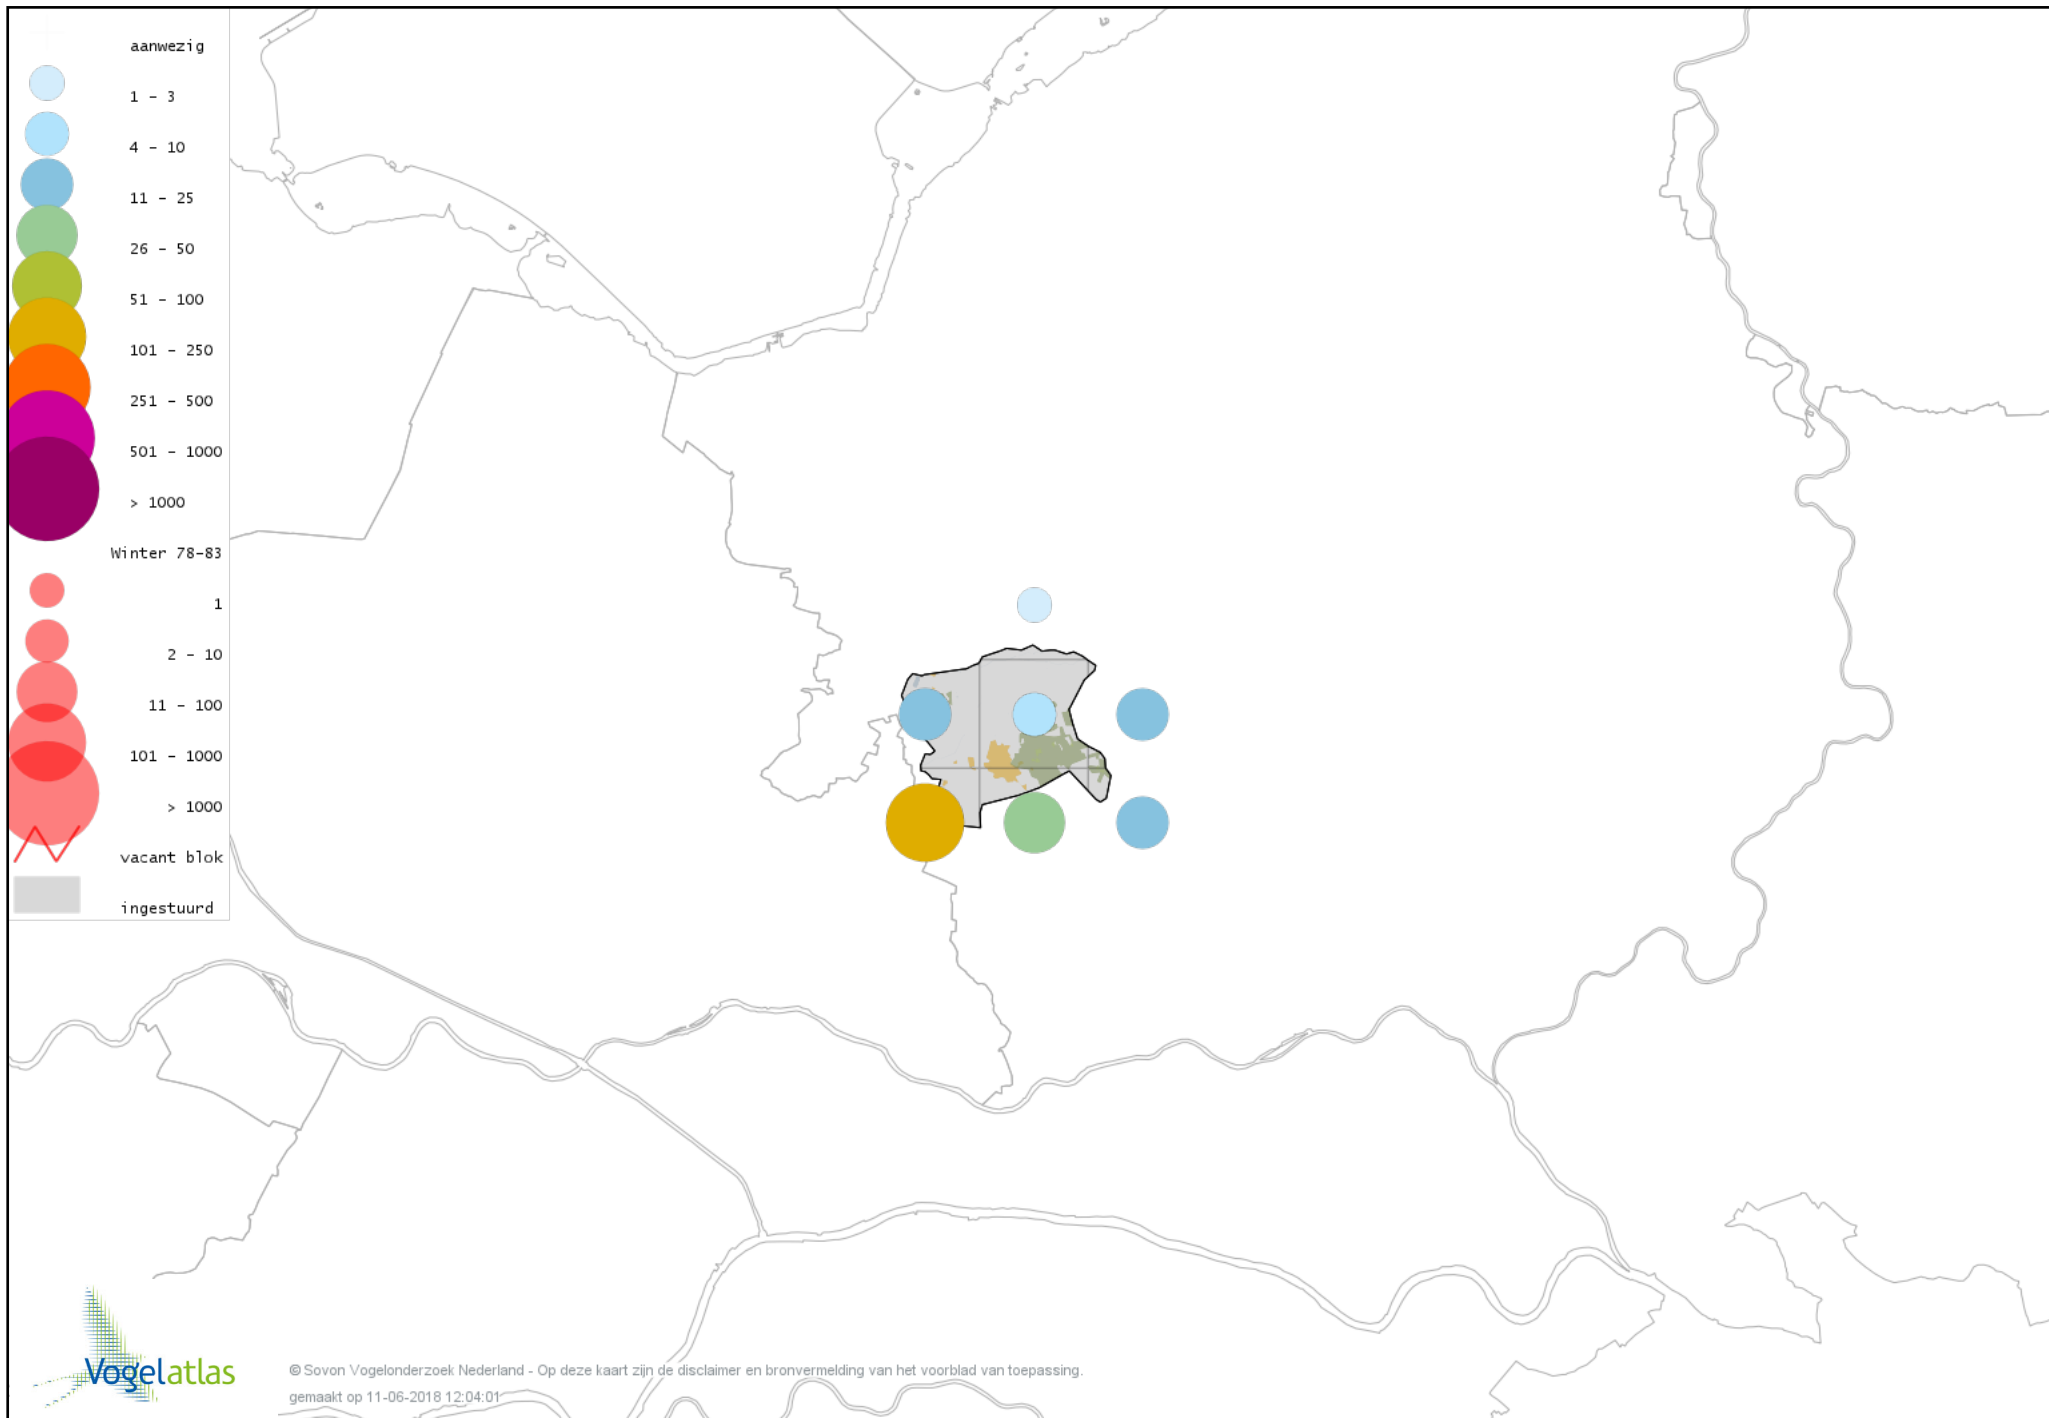 aanwezig
1 - 3
4 - 10
11 - 25
26 - 50
51 - 100
101 - 250
251 - 500
501 - 1000
> 1000
Winter 78-83
1
2 - 10
11 - 100
101 - 1000
> 1000
vacant blok
ingestuurd
Vogelatlas
© Sovon Vogelonderzoek Nederland - Op deze kaart zijn de disclaimer en bronvermelding van het voorblad van toepassing.
gemaakt op 11-06-2018 12:04:01